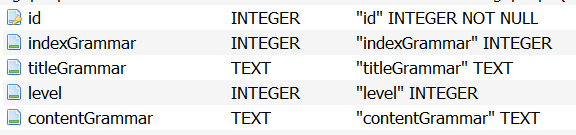 id INTEGER "id" INTEGER NOT NULL
indexGrammar INTEGER "indexGrammar" INTEGER
titleGrammar TEXT "titleGrammar" TEXT
level INTEGER "level" INTEGER
contentGrammar TEXT "contentGrammar" TEXT